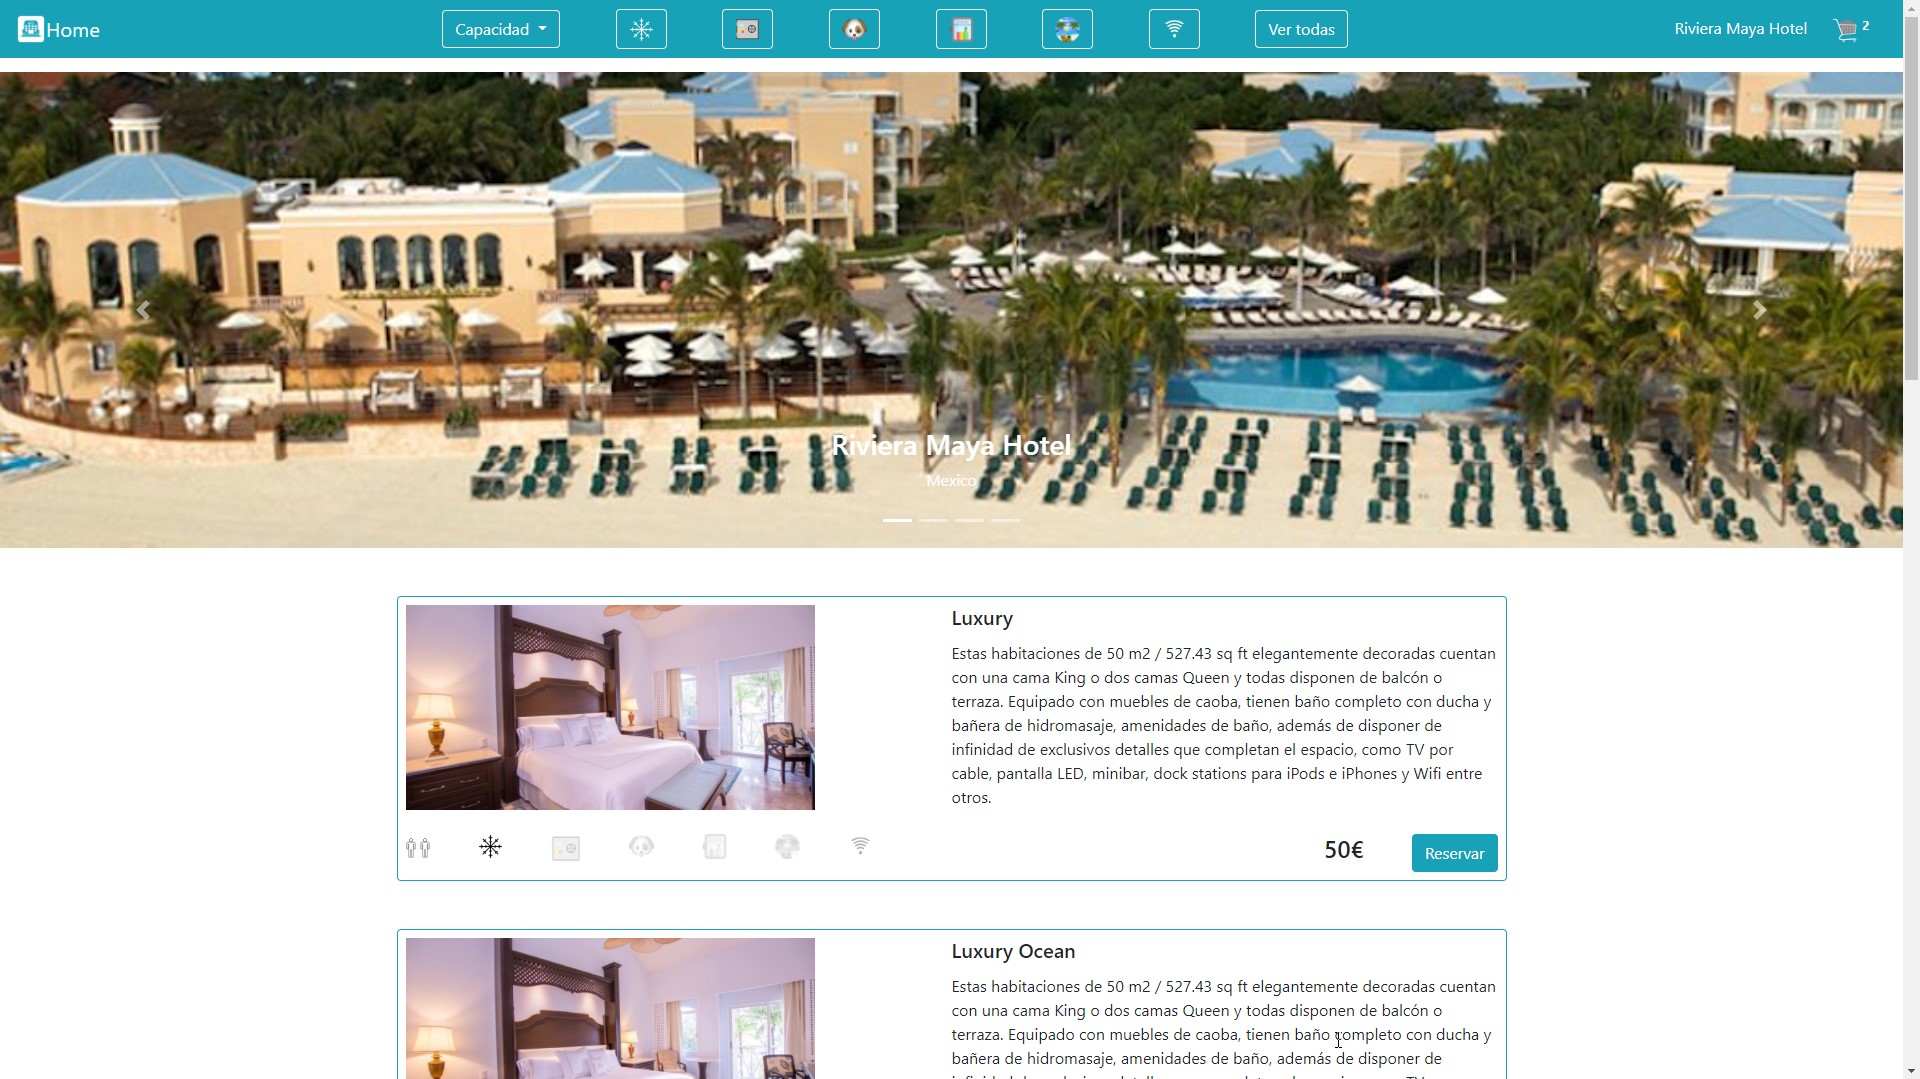 Home
Capacidad
Ver todas
Riviera Maya Hotel
2
Riviera Maya Hotel
Mexico
Luxury
Estas habitaciones de 50 m2 / 527.43 sq ft elegantemente decoradas cuentan
con una cama King o dos camas Queen y todas disponen de balcón o
terraza. Equipado con muebles de caoba, tienen baño completo con ducha y
bañera de hidromasaje, amenidades de baño, además de disponer de
infinidad de exclusivos detalles que completan el espacio, como TV por
cable, pantalla LED, minibar, dock stations para iPods e iPhones y Wifi entre
otros.
50€
Reservar
Luxury Ocean
Estas habitaciones de 50 m2 / 527.43 sq ft elegantemente decoradas cuentan
con una cama King o dos camas Queen y todas disponen de balcón o
terraza. Equipado con muebles de caoba, tienen baño completo con ducha y
bañera de hidromasaje, amenidades de baño, además de disponer de